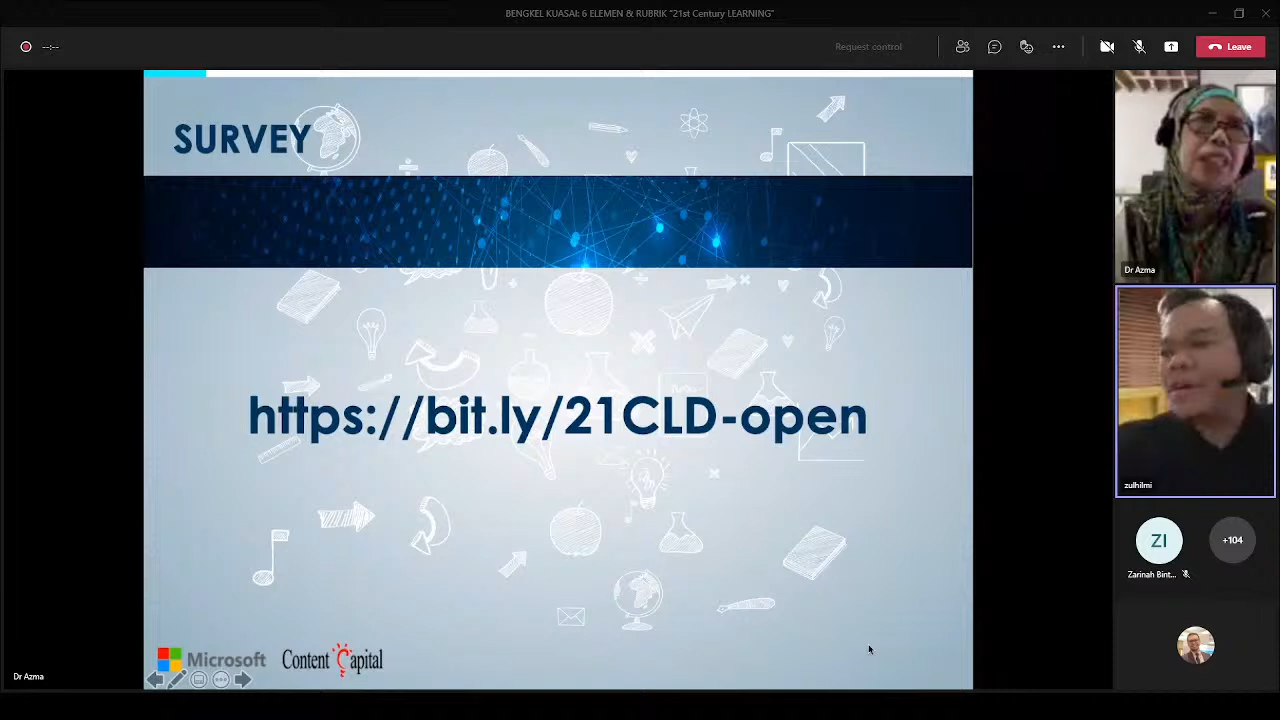 BENGKEL KUASAI: 6 ELEMEN & RUBRIK "21st Century LEARNING"
--:--
Request control
Leave
SURVEY
https://bit.ly/21CLD-open
Microsoft
Content Capital
Dr Azma
Dr Azma
zulhilmi
ZI
+104
Zarinah Bint...